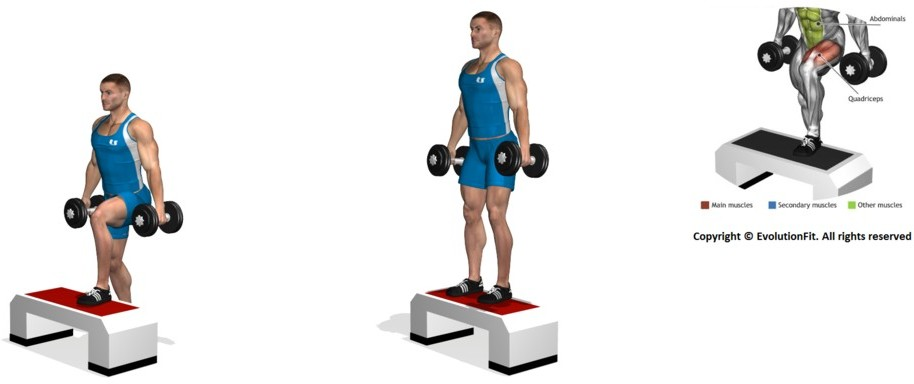 Abdominals
Quadriceps
Main muscles Secondary muscles Other muscles
Copyright © EvolutionFit. All rights reserved